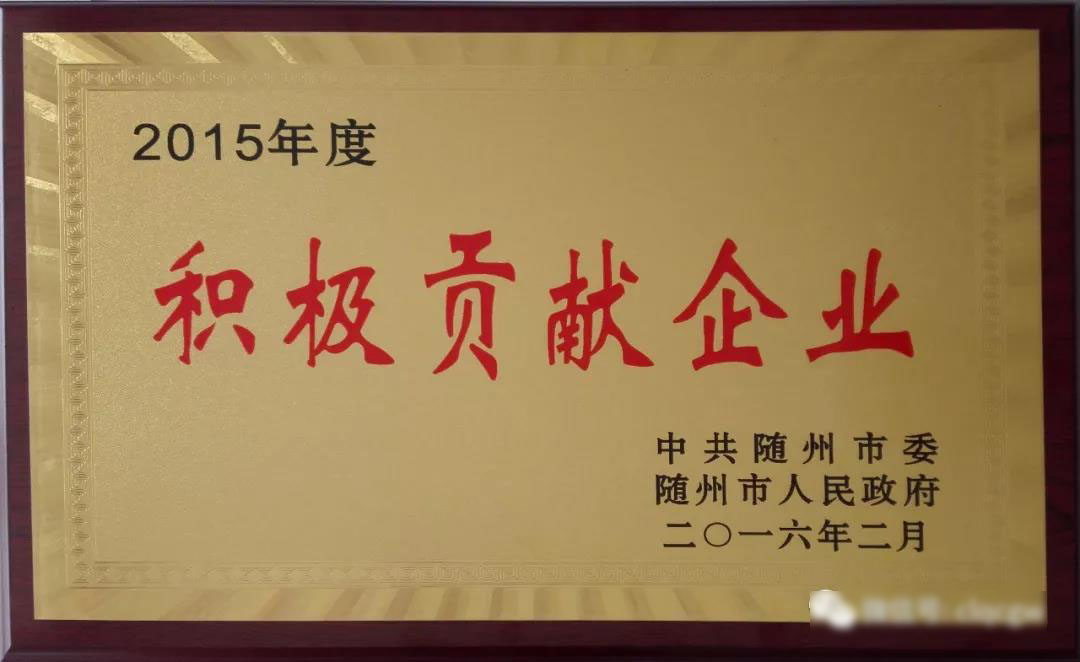 2015年度
积极贡献企业
中共随州市委
随州市人民政府
二〇一六年二月